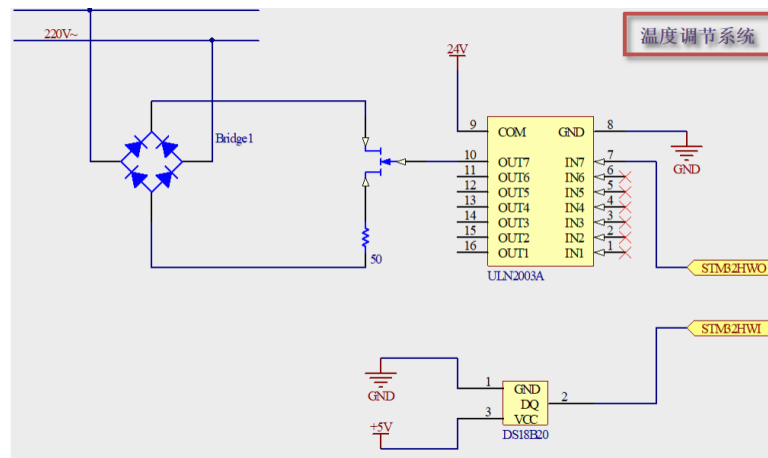 温度调节系统
220V~
24V
Bridge1
9 COM GND 8
GND
10 OUT7 IN7 7
11 OUT6 IN6 6
12 OUT5 IN5 5
13 OUT4 IN4 4
14 OUT3 IN3 3
15 OUT2 IN2 2
16 OUT1 IN1 1
50
ULN2003A
STM32HWO
STM32HWI
GND
1 GND
DQ 2
3 VCC
+5V
DS18B20